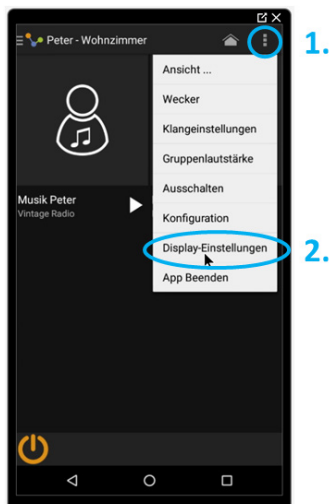 Peter - Wohnzimmer
1.
Ansicht ...
Wecker
Klangeinstellungen
Gruppenlautstärke
Ausschalten
Konfiguration
Display-Einstellungen
2.
App Beenden
Musik Peter
Vintage Radio